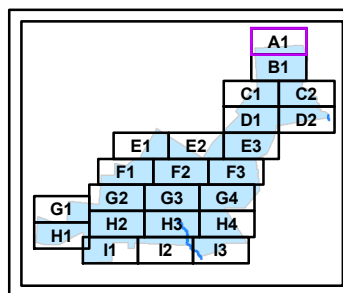 A1
B1
C1 C2
D1 D2
E1 E2 E3
F1 F2 F3
G1 G2 G3 G4
H1 H2 H3 H4
I1 I2 I3